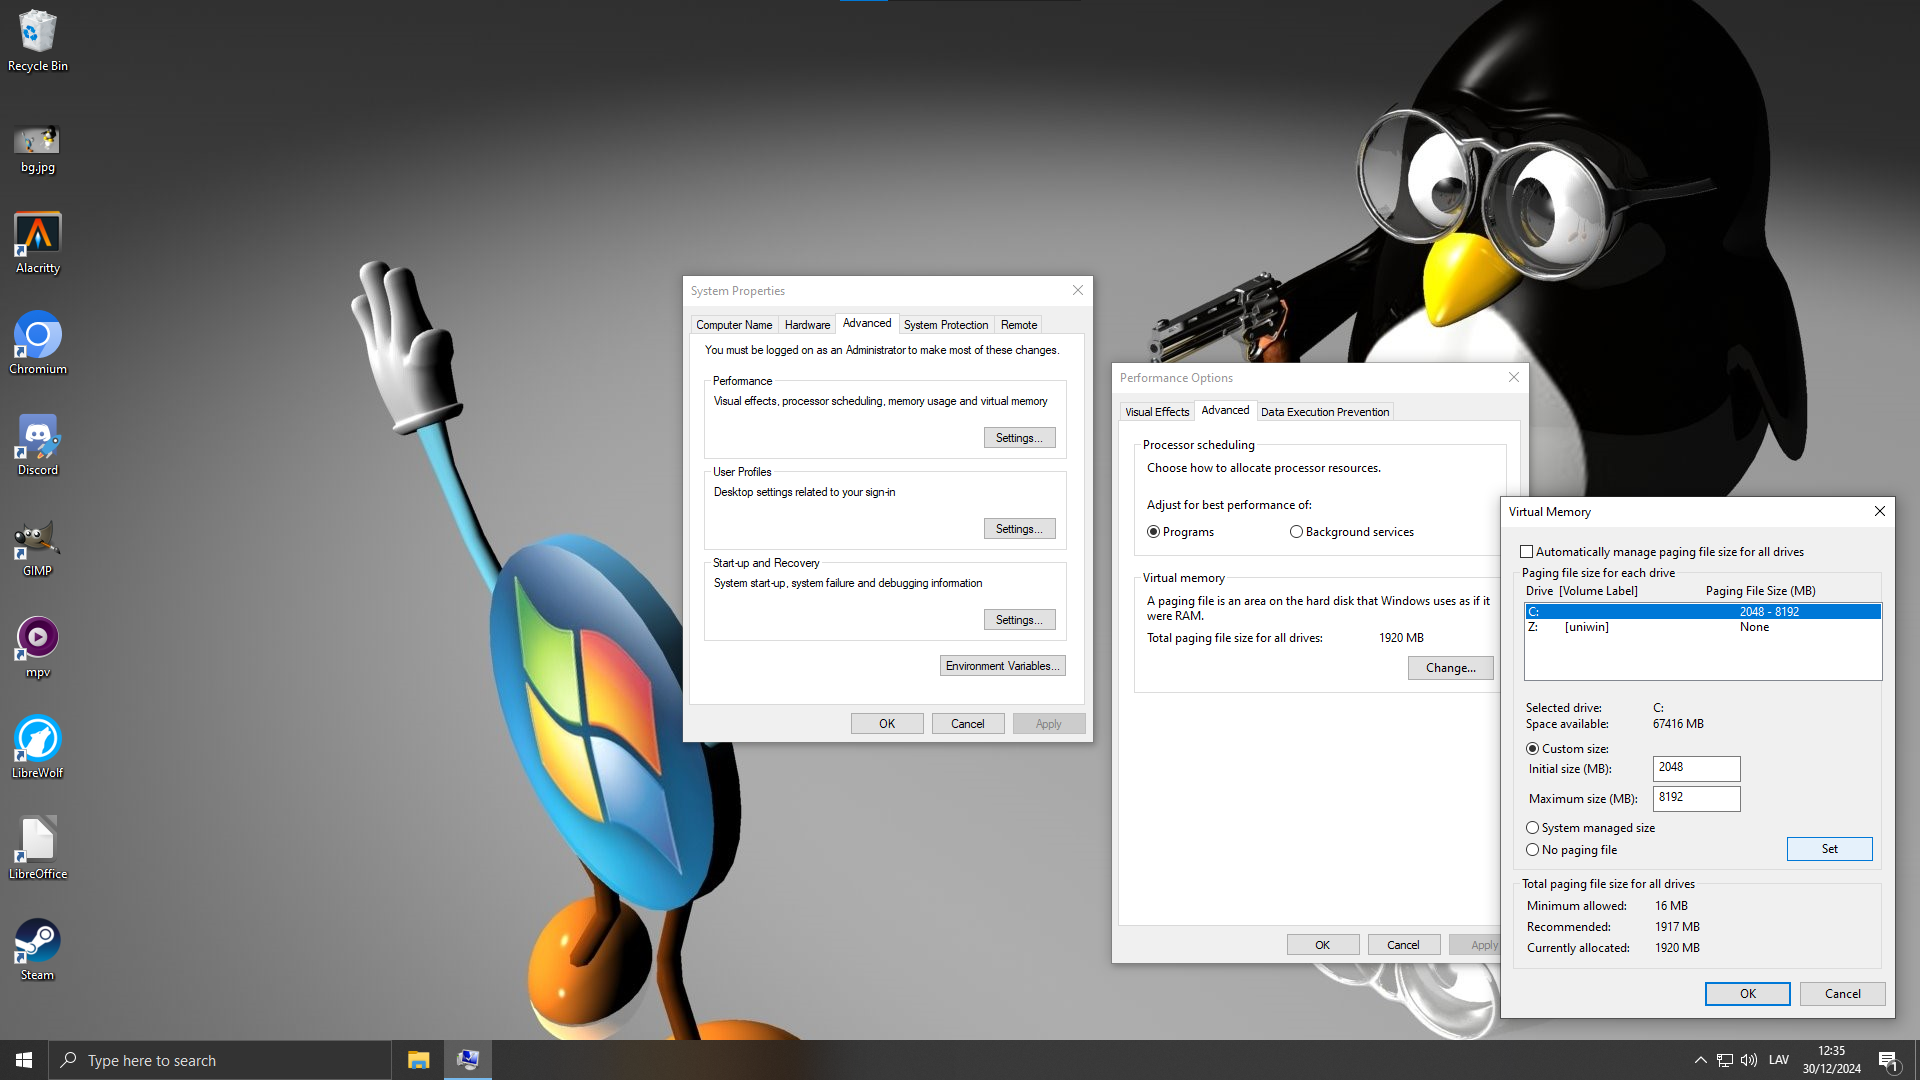 Recycle Bin
bg.jpg
Alacritty
Chromium
Discord
GIMP
mpv
LibreWolf
LibreOffice
Steam
System Properties
Computer Name Hardware Advanced System Protection Remote
You must be logged on as an Administrator to make most of these changes.
Performance
Visual effects, processor scheduling, memory usage and virtual memory
Settings...
User Profiles
Desktop settings related to your sign-in
Settings...
Start-up and Recovery
System start-up, system failure and debugging information
Settings...
Environment Variables...
OK Cancel Apply
Performance Options
Visual Effects Advanced Data Execution Prevention
Processor scheduling
Choose how to allocate processor resources.
Adjust for best performance of:
Programs Background services
Virtual memory
A paging file is an area on the hard disk that Windows uses as if it
were RAM.
Total paging file size for all drives: 1920 MB
Change...
OK Cancel Apply
Virtual Memory
Automatically manage paging file size for all drives
Paging file size for each drive
Drive [Volume Label] Paging File Size (MB)
C: 2048 - 8192
Z: [uniwin] None
Selected drive: C:
Space available: 67416 MB
Custom size:
Initial size (MB): 2048
Maximum size (MB): 8192
System managed size
No paging file
Set
Total paging file size for all drives
Minimum allowed: 16 MB
Recommended: 1917 MB
Currently allocated: 1920 MB
OK Cancel
Type here to search
LAV
12:35
30/12/2024
1